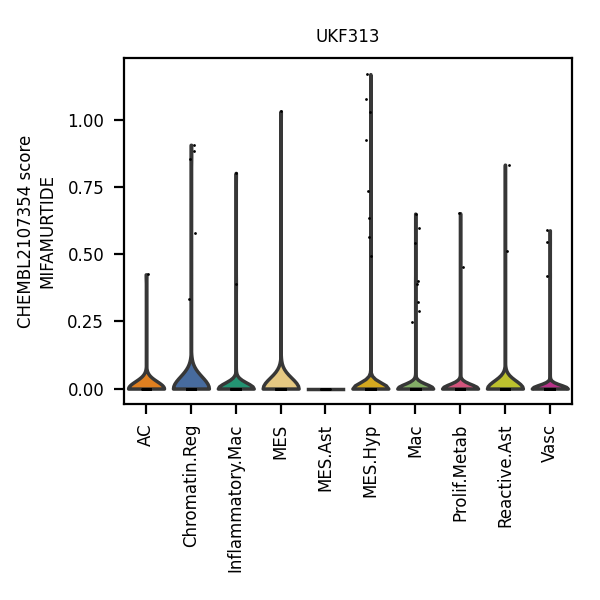 UKF313
CHEMBL2107354 score
MIFAMURTIDE
1.00
0.75
0.50
0.25
0.00
AC
Chromatin.Reg
Inflammatory.Mac
MES
MES.Ast
MES.Hyp
Mac
Prolif.Metab
Reactive.Ast
Vasc